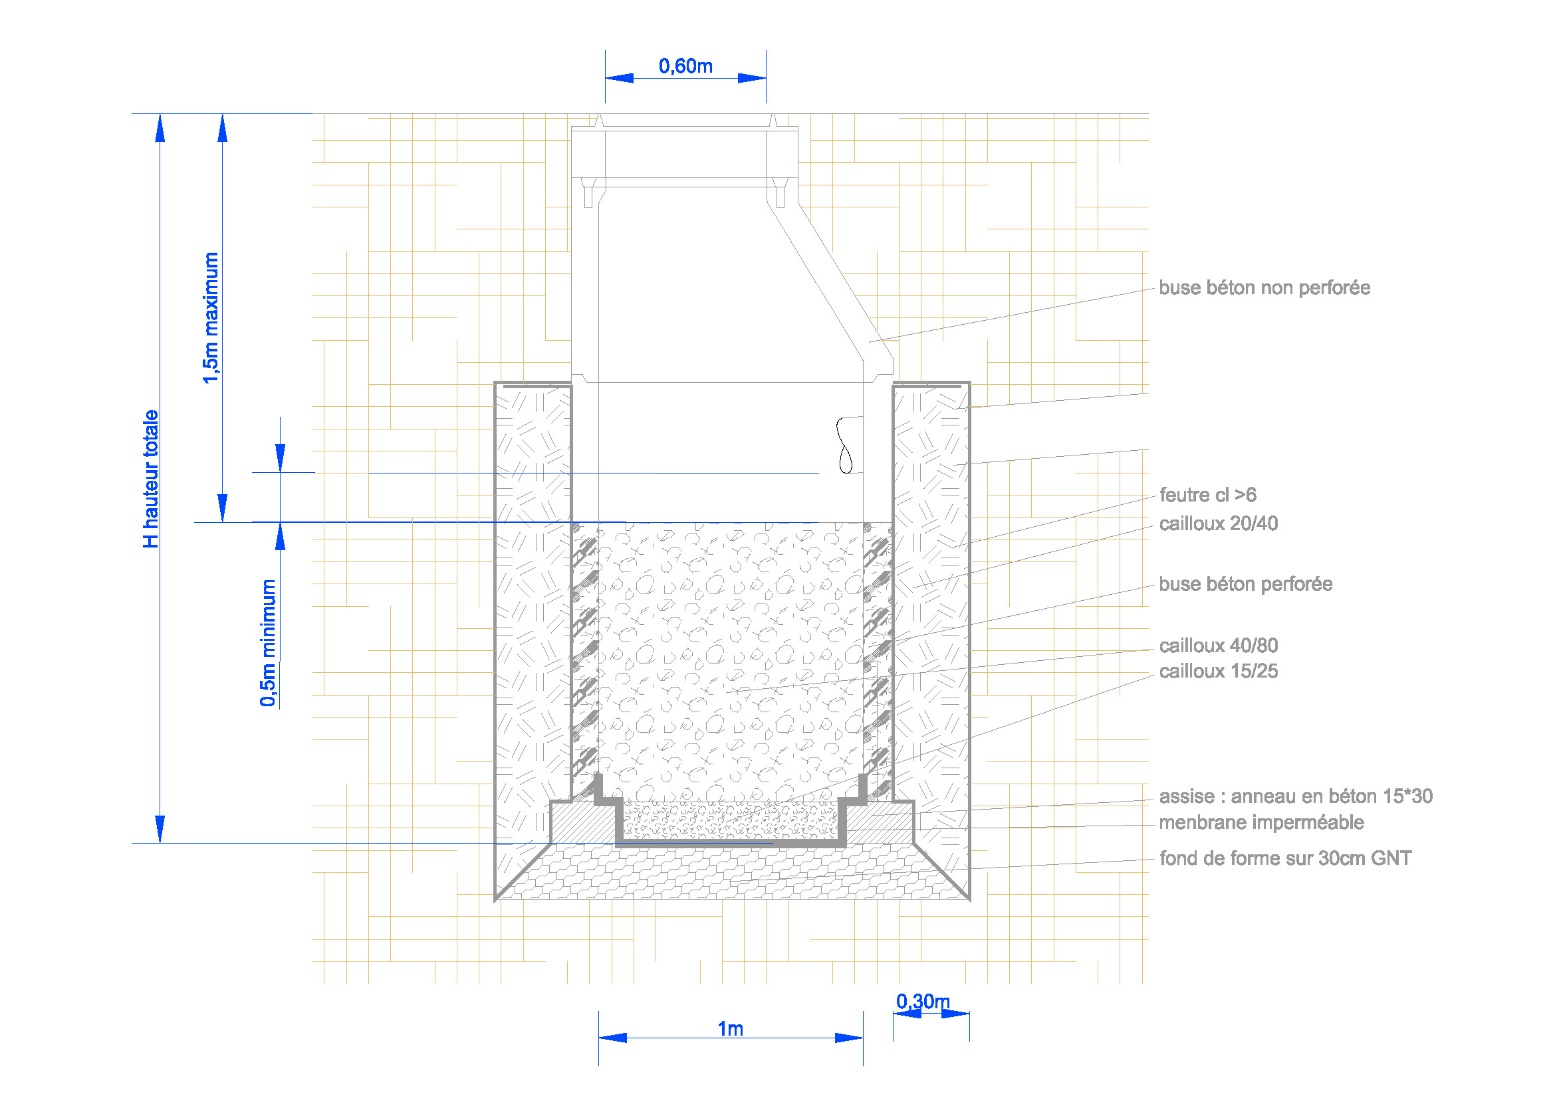 0,60m
1,5m maximum
H hauteur totale
0,5m minimum
buse béton non perforée
feutre cl >6
cailloux 20/40
buse béton perforée
cailloux 40/80
cailloux 15/25
assise : anneau en béton 15*30
menbrane imperméable
fond de forme sur 30cm GNT
0,30m
1m